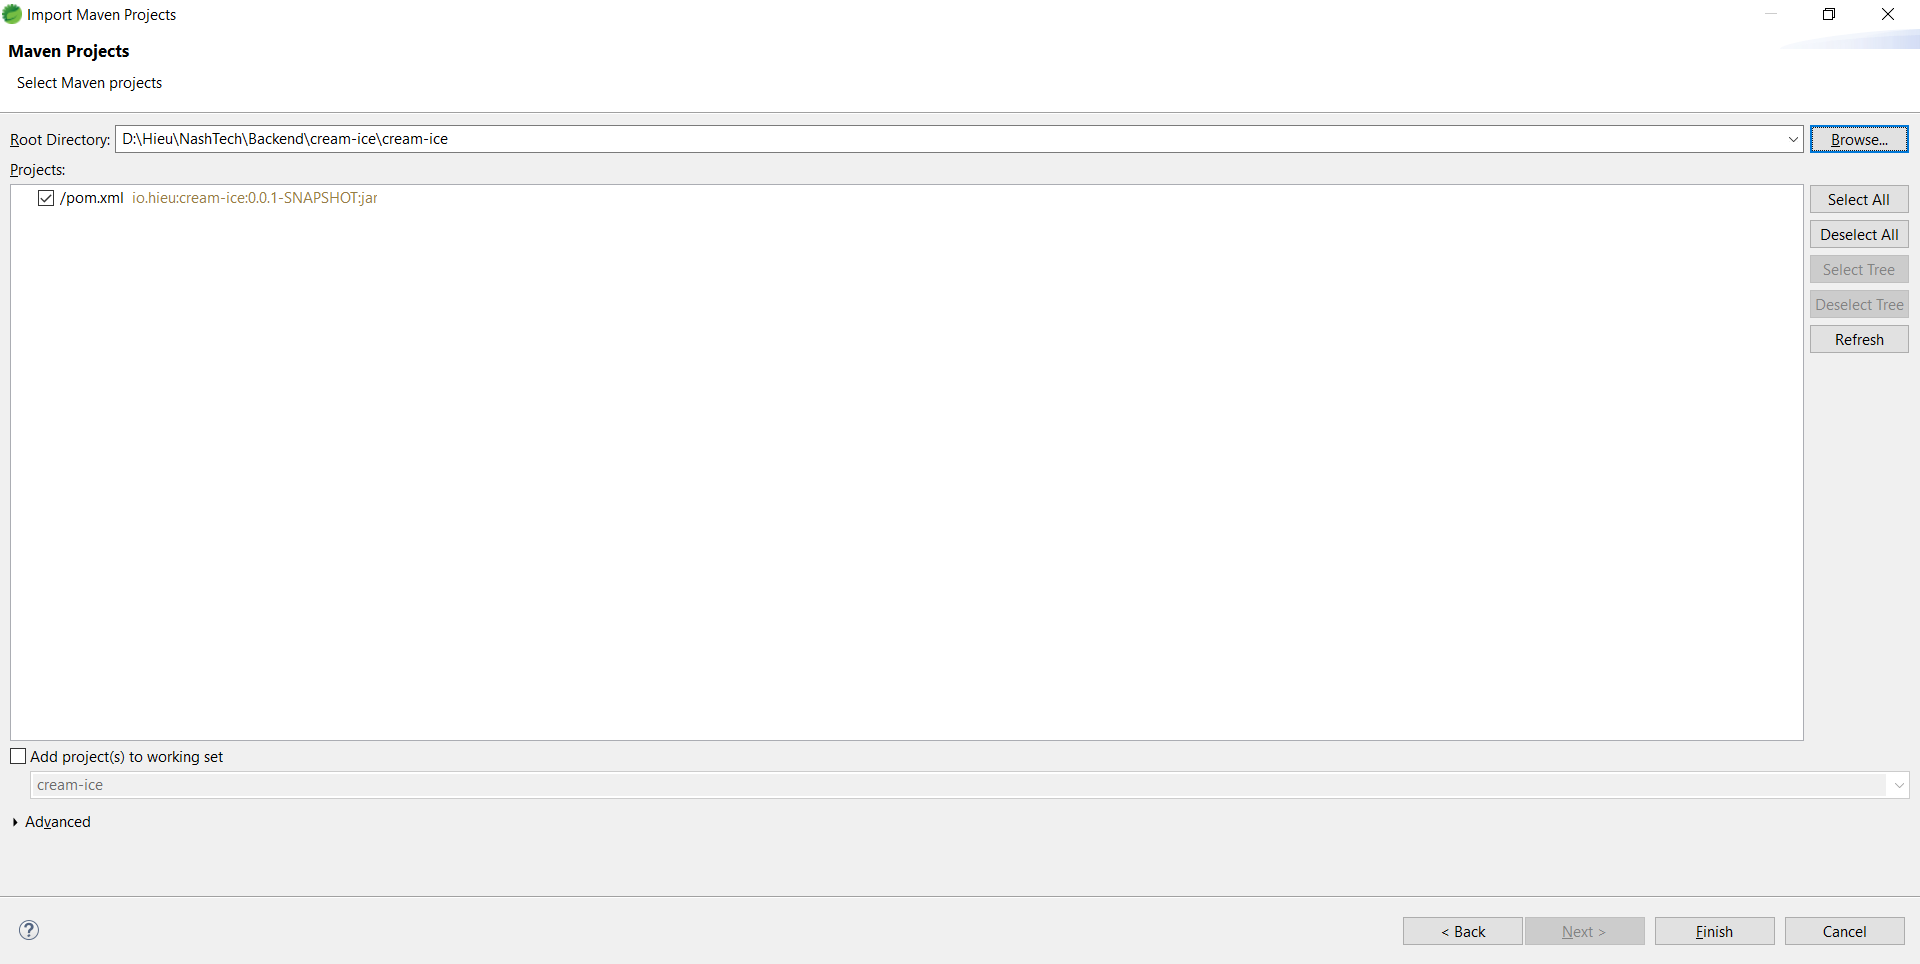 Import Maven Projects
Maven Projects
Select Maven projects
Root Directory: D:\Hieu\NashTech\Backend\cream-ice\cream-ice Browse...
Projects:
/pom.xml io.hieu:cream-ice:0.0.1-SNAPSHOT:jar
Select All
Deselect All
Select Tree
Deselect Tree
Refresh
Add project(s) to working set
cream-ice
Advanced
? < Back Next > Finish Cancel